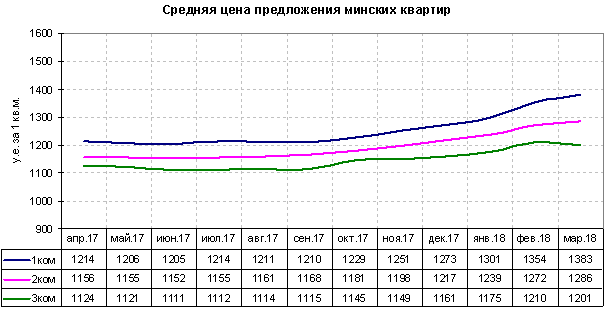 Средняя цена предложения минских квартир
у.е. за 1 кв.м.
1600
1500
1400
1300
1200
1100
1000
900
апр.17 май.17 июн.17 июл.17 авг.17 сен.17 окт.17 ноя.17 дек.17 янв.18 фев.18 мар.18
1ком 1214 1206 1205 1214 1211 1210 1229 1251 1273 1301 1354 1383
2ком 1156 1155 1152 1155 1161 1168 1181 1198 1217 1239 1272 1286
3ком 1124 1121 1111 1112 1114 1115 1145 1149 1161 1175 1210 1201